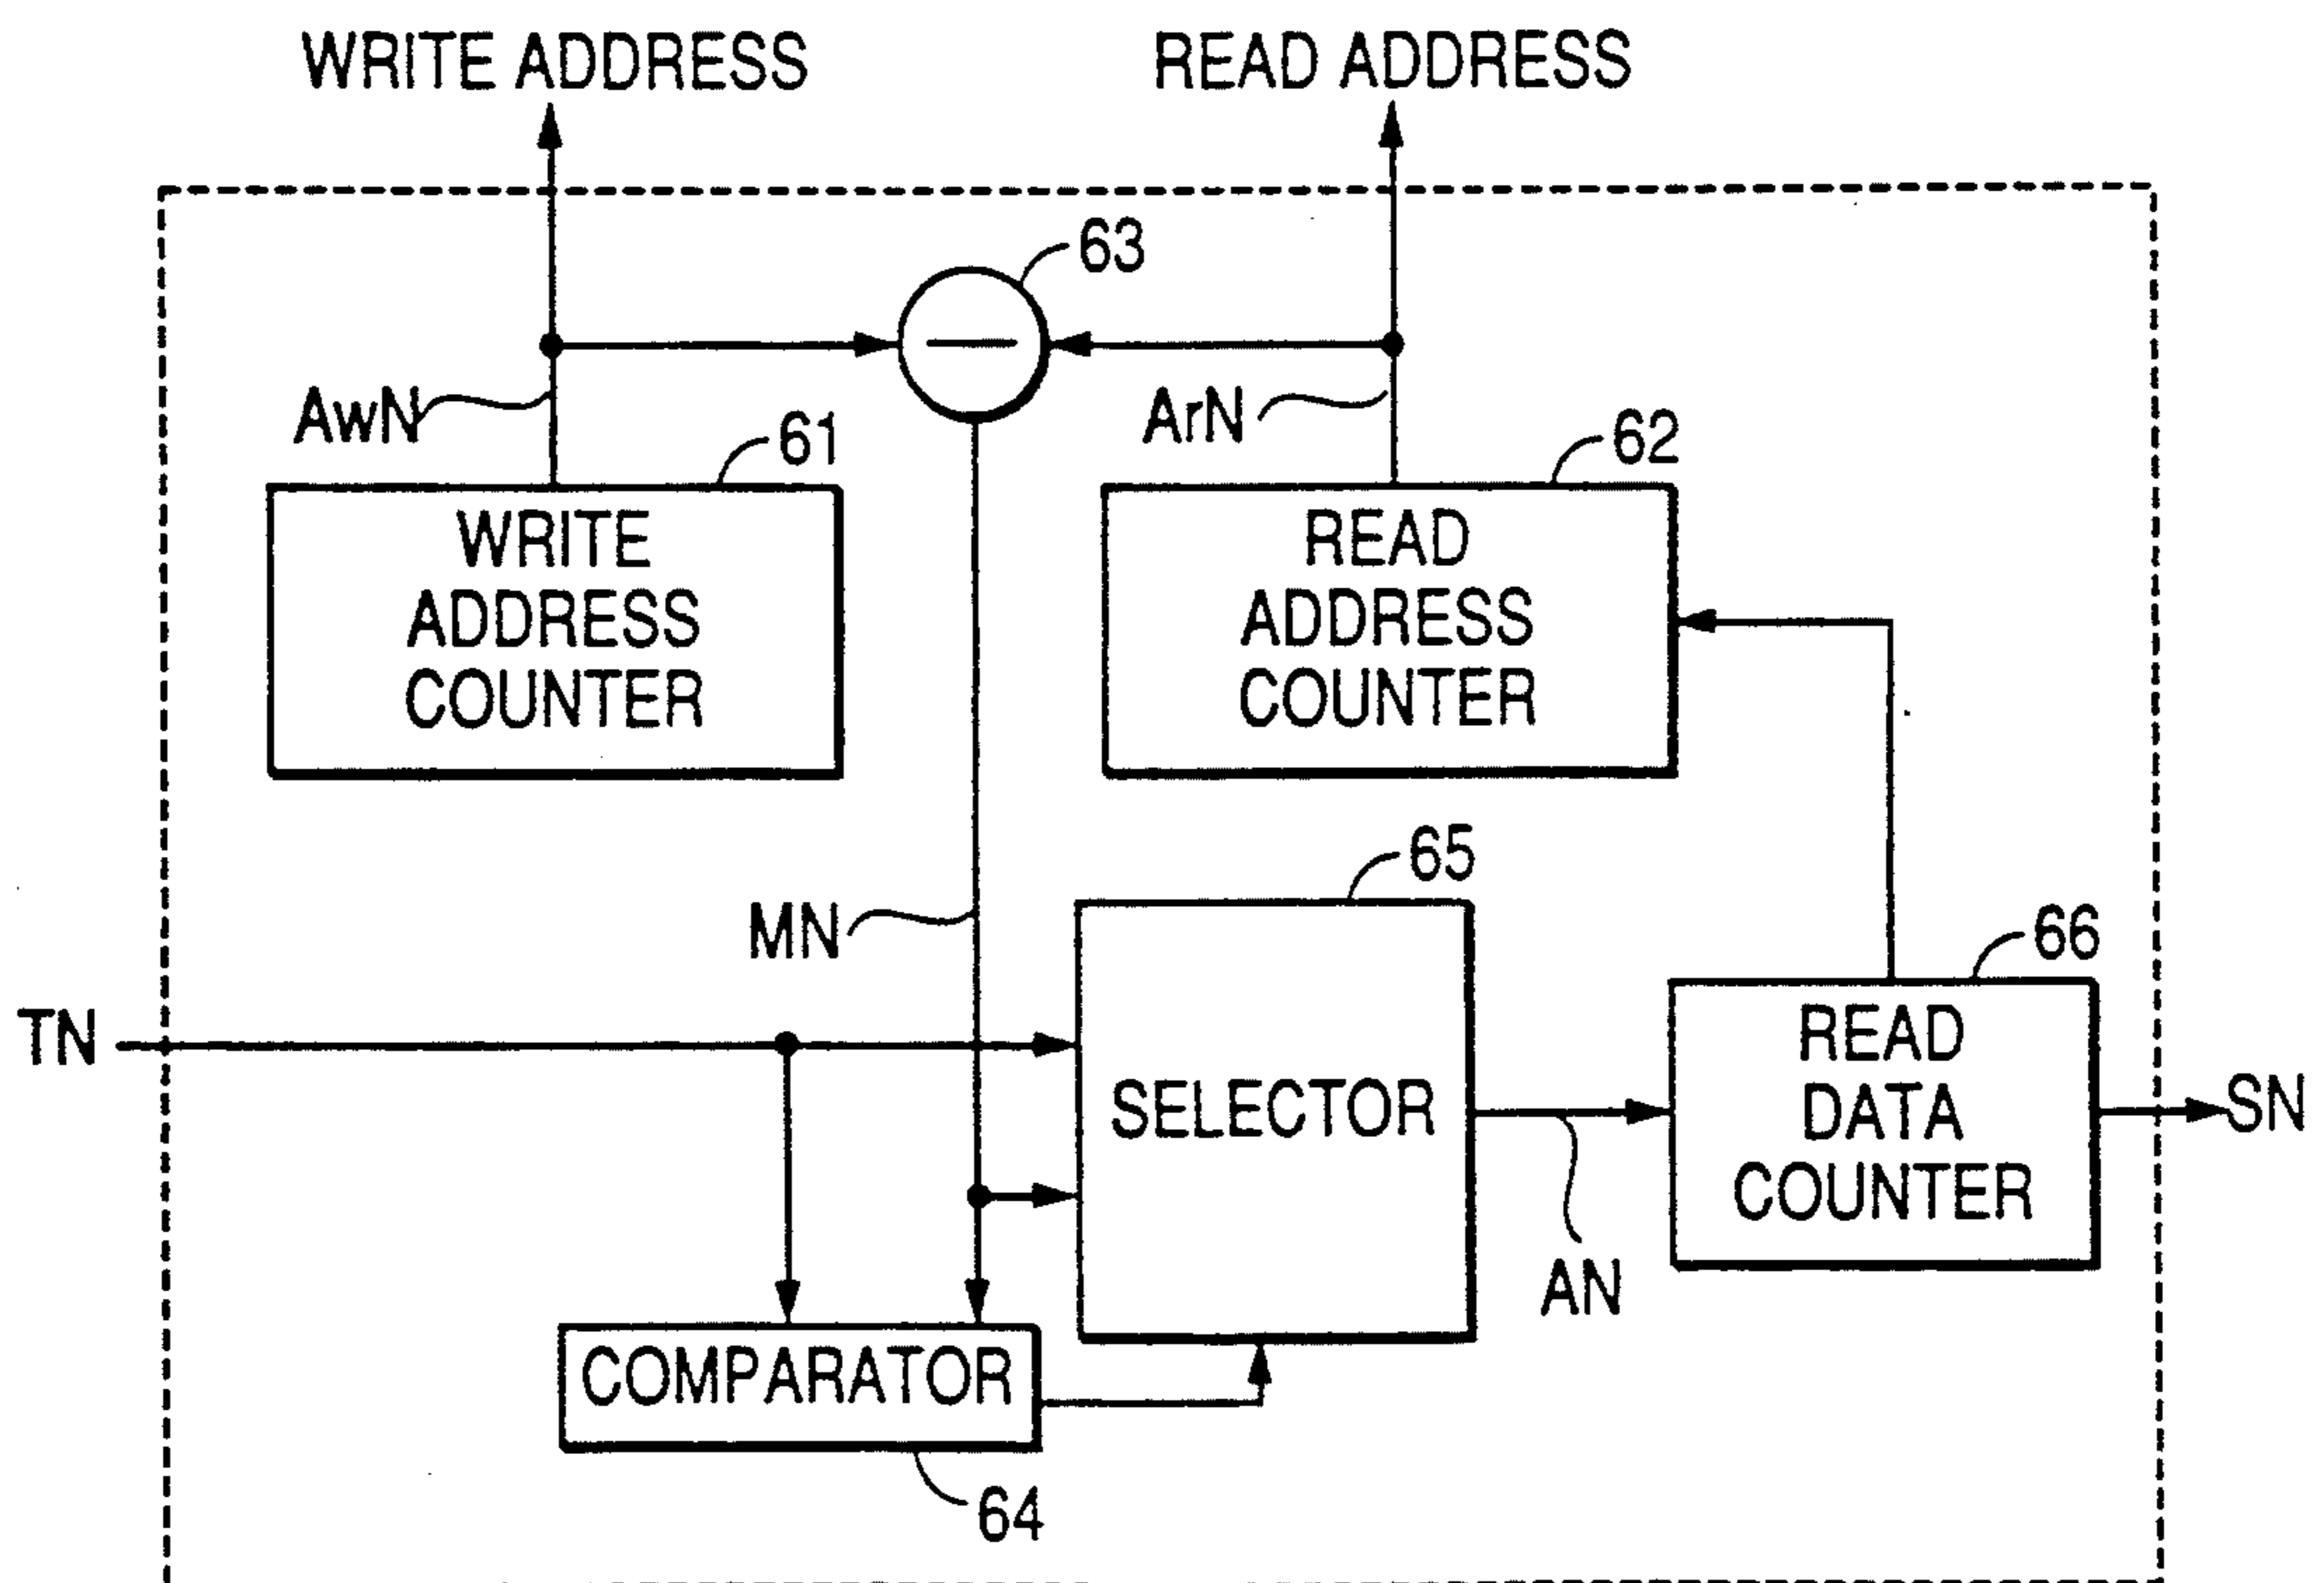 WRITE ADDRESS
READ ADDRESS
63
AwN
61
ArN
62
WRITE
ADDRESS
COUNTER
READ
ADDRESS
COUNTER
65
MN
66
TN
SELECTOR
READ
DATA
COUNTER
SN
AN
COMPARATOR
64